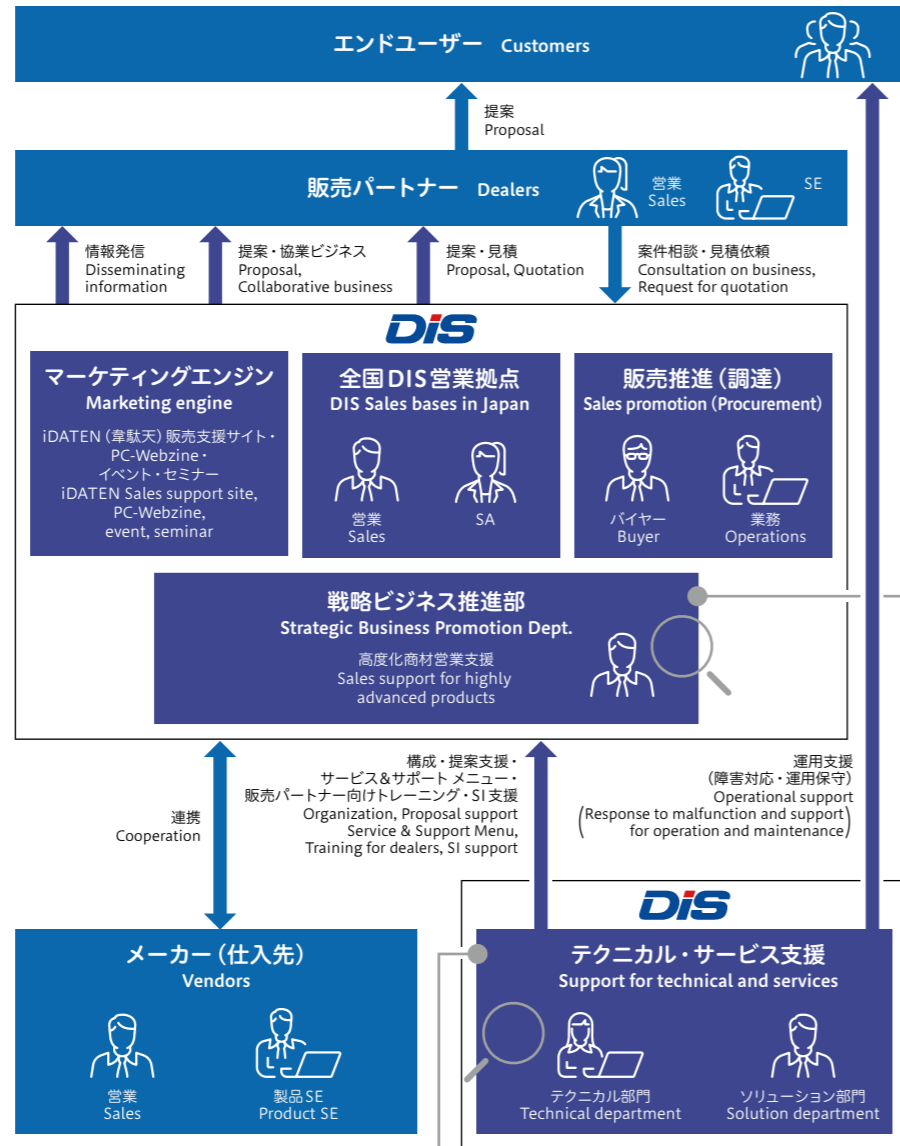 エンドユーザー Customers
提案
Proposal
販売パートナー Dealers
営業
Sales
SE
情報発信
Disseminating
information
提案・協業ビジネス
Proposal,
Collaborative business
提案・見積
Proposal, Quotation
案件相談・見積依頼
Consultation on business,
Request for quotation
DiS
マーケティングエンジン
Marketing engine
iDATEN（韋駄天）販売支援サイト・
PC-Webzine・
イベント・セミナー
iDATEN Sales support site,
PC-Webzine,
event, seminar
全国DIS営業拠点
DIS Sales bases in Japan
営業
Sales
SA
販売推進（調達）
Sales promotion (Procurement)
バイヤー
Buyer
業務
Operations
戦略ビジネス推進部
Strategic Business Promotion Dept.
高度化商材営業支援
Sales support for highly
advanced products
連携
Cooperation
構成・提案支援・
サービス＆サポート メニュー・
販売パートナー向けトレーニング・SI支援
Organization, Proposal support
Service & Support Menu,
Training for dealers, SI support
運用支援
（障害対応・運用保守）
Operational support
(Response to malfunction and support
for operation and maintenance)
メーカー（仕入先）
Vendors
営業
Sales
製品SE
Product SE
DiS
テクニカル・サービス支援
Support for technical and services
テクニカル部門
Technical department
ソリューション部門
Solution department